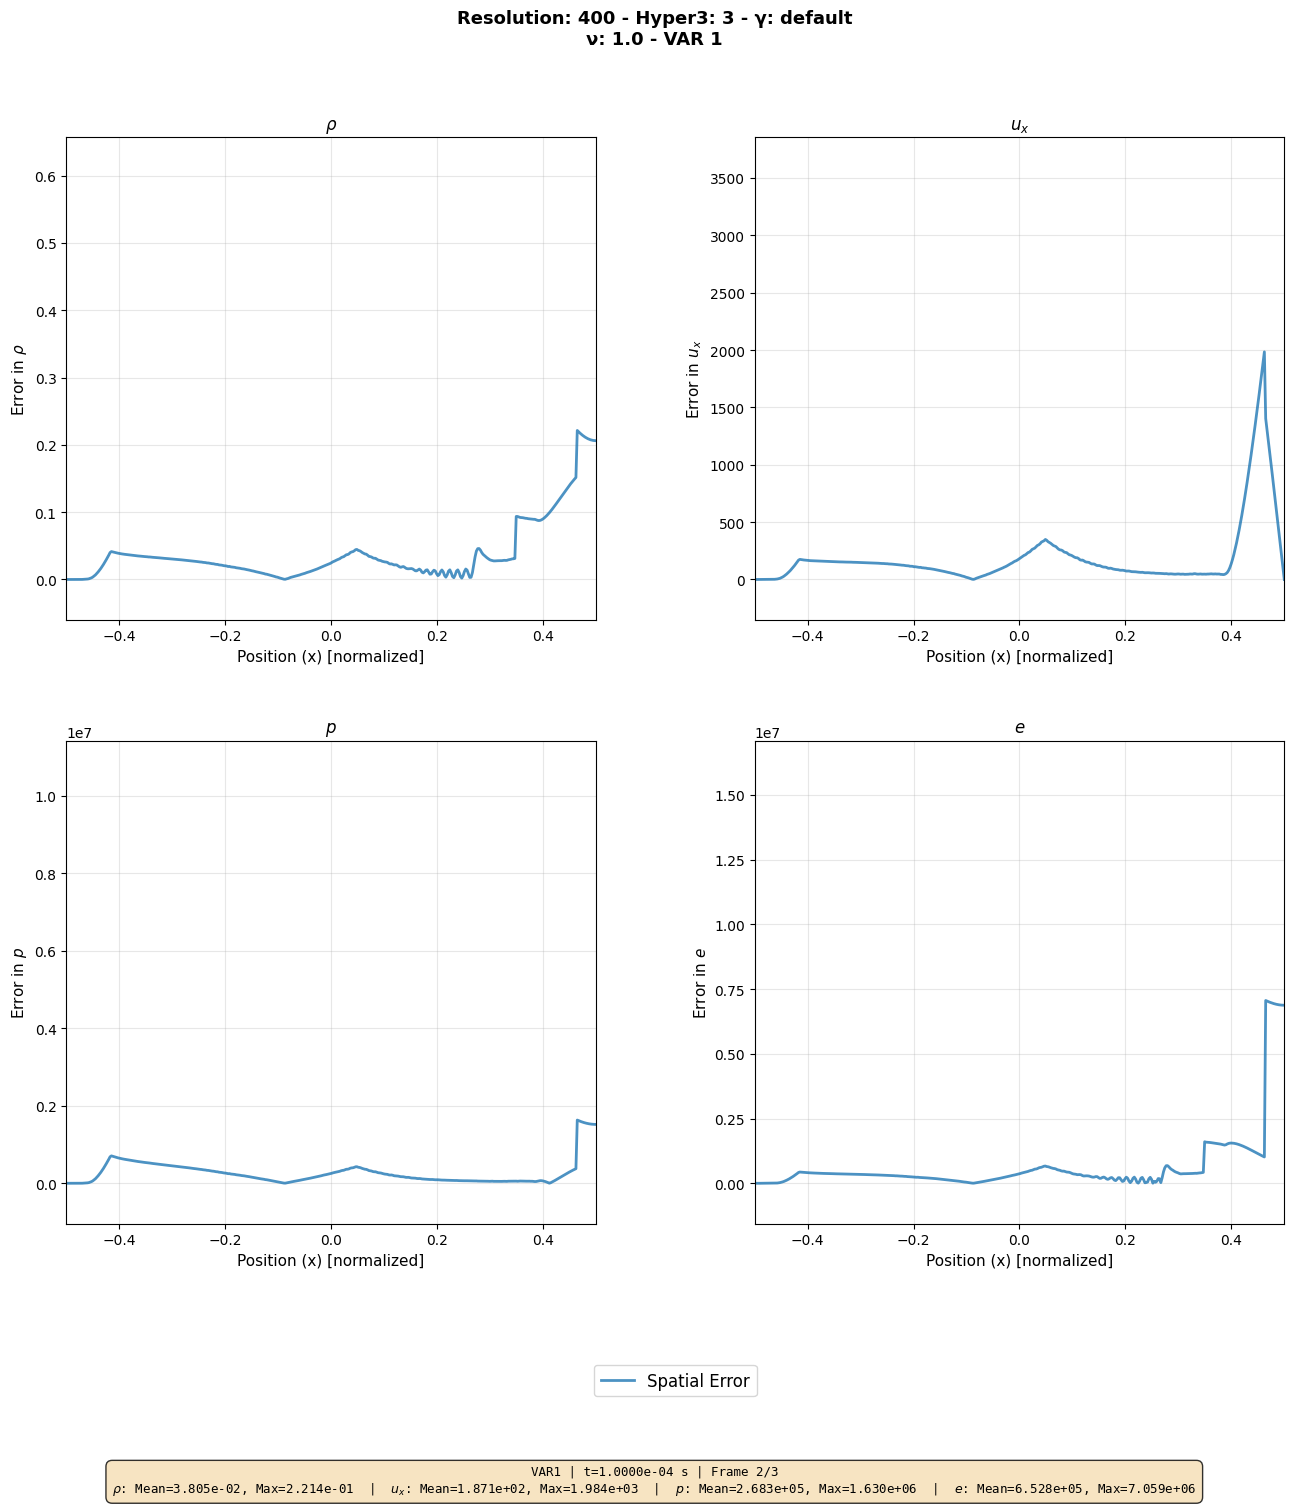 Resolution: 400 - Hyper3: 3 - γ: default
ν: 1.0 - VAR 1
ρ
0.6
0.5
0.4
0.3
0.2
0.1
0.0
Error in ρ
−0.4 −0.2 0.0 0.2 0.4
Position (x) [normalized]
u_x
3500
3000
2500
2000
1500
1000
500
0
Error in u_x
−0.4 −0.2 0.0 0.2 0.4
Position (x) [normalized]
p
1e7
1.0
0.8
0.6
0.4
0.2
0.0
Error in p
−0.4 −0.2 0.0 0.2 0.4
Position (x) [normalized]
e
1e7
1.50
1.25
1.00
0.75
0.50
0.25
0.00
Error in e
−0.4 −0.2 0.0 0.2 0.4
Position (x) [normalized]
Spatial Error
VAR1 | t=1.0000e-04 s | Frame 2/3
ρ: Mean=3.805e-02, Max=2.214e-01 | u_x: Mean=1.871e+02, Max=1.984e+03 | p: Mean=2.683e+05, Max=1.630e+06 | e: Mean=6.528e+05, Max=7.059e+06